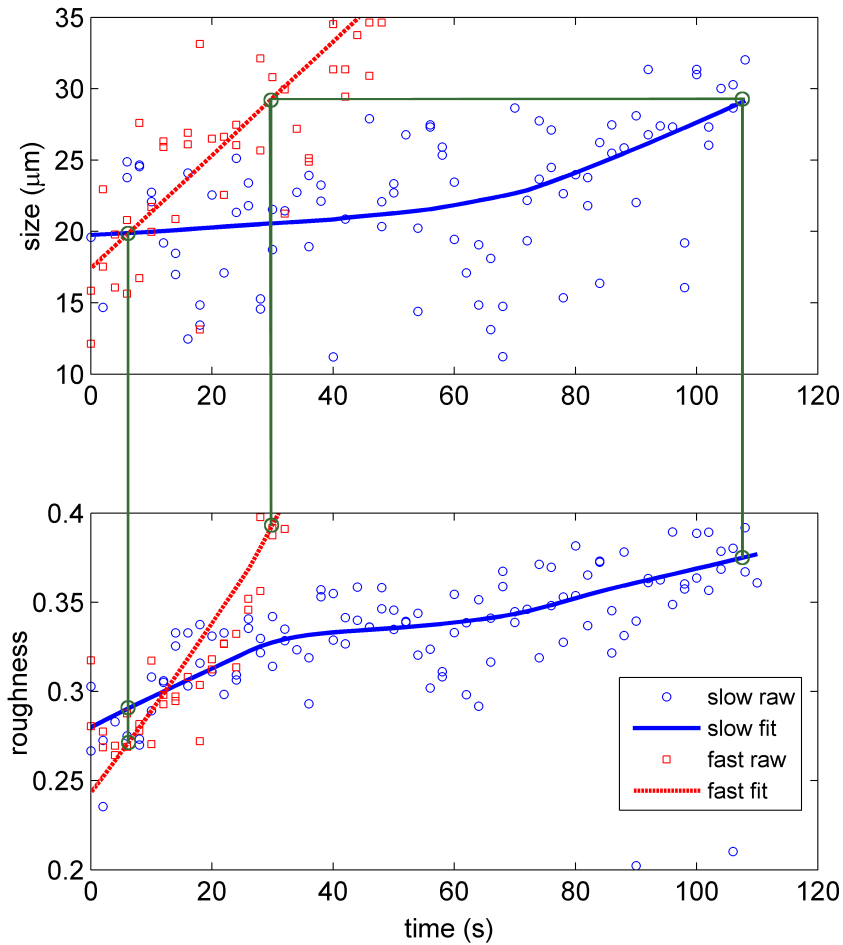 35
30
25
20
15
10
size (μm)
0 20 40 60 80 100 120
0.4
0.35
0.3
0.25
0.2
roughness
slow raw
slow fit
fast raw
fast fit
0 20 40 60 80 100 120
time (s)